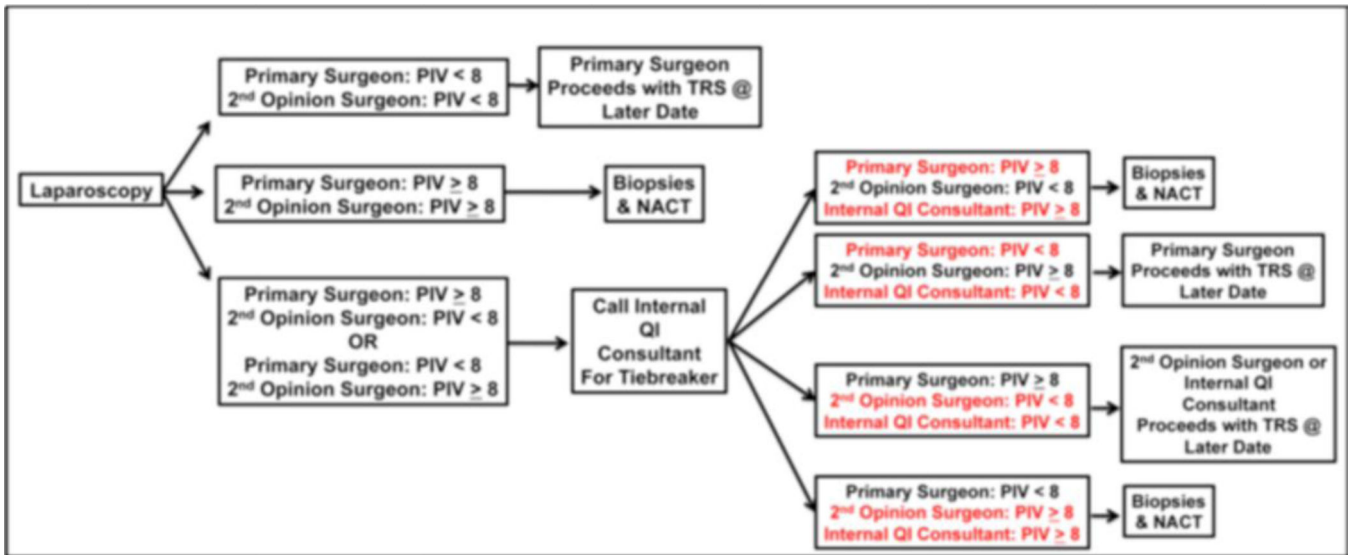 Laparoscopy
Primary Surgeon: PIV < 8
2nd Opinion Surgeon: PIV < 8
Primary Surgeon
Proceeds with TRS @
Later Date
Primary Surgeon: PIV ≥ 8
2nd Opinion Surgeon: PIV ≥ 8
Biopsies
& NACT
Primary Surgeon: PIV ≥ 8
2nd Opinion Surgeon: PIV < 8
OR
Primary Surgeon: PIV < 8
2nd Opinion Surgeon: PIV ≥ 8
Call Internal
QI
Consultant
For Tiebreaker
Primary Surgeon: PIV ≥ 8
2nd Opinion Surgeon: PIV < 8
Internal QI Consultant: PIV ≥ 8
Biopsies
& NACT
Primary Surgeon: PIV < 8
2nd Opinion Surgeon: PIV ≥ 8
Internal QI Consultant: PIV < 8
Primary Surgeon
Proceeds with TRS @
Later Date
Primary Surgeon: PIV ≥ 8
2nd Opinion Surgeon: PIV < 8
Internal QI Consultant: PIV < 8
2nd Opinion Surgeon or
Internal QI
Consultant
Proceeds with TRS @
Later Date
Primary Surgeon: PIV < 8
2nd Opinion Surgeon: PIV ≥ 8
Internal QI Consultant: PIV ≥ 8
Biopsies
& NACT